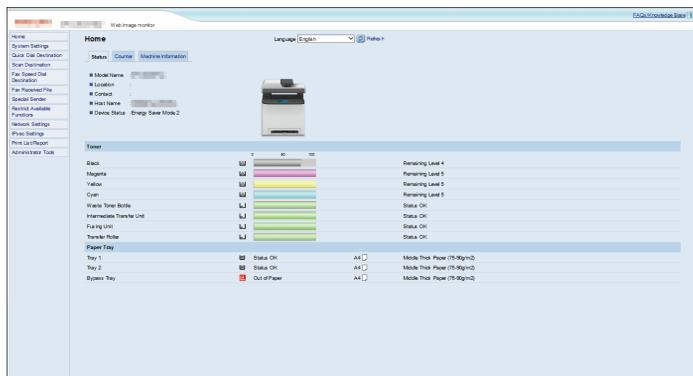 FAQs/Knowledge Base
Web Image monitor
Home
System Settings
Quick Dial Destination
Scan Destination
Fax Speed Dial
Destination
Fax Received File
Special Sender
Restrict Available
Functions
Network Settings
IPsec Settings
Print List/Report
Administrator Tools
Home
Language English Refresh
Status Counter Machine Information
Model Name :
Location :
Contact :
Host Name :
Device Status :Energy Saver Mode 2
Toner
0 50 100
Black Remaining Level 4
Magenta Remaining Level 5
Yellow Remaining Level 5
Cyan Remaining Level 5
Waste Toner Bottle Status OK
Intermediate Transfer Unit Status OK
Fusing Unit Status OK
Transfer Roller Status OK
Paper Tray
Tray 1 Status OK A4 Middle Thick Paper (75-90g/m2)
Tray 2 Status OK A4 Middle Thick Paper (75-90g/m2)
Bypass Tray Out of Paper A4 Middle Thick Paper (75-90g/m2)